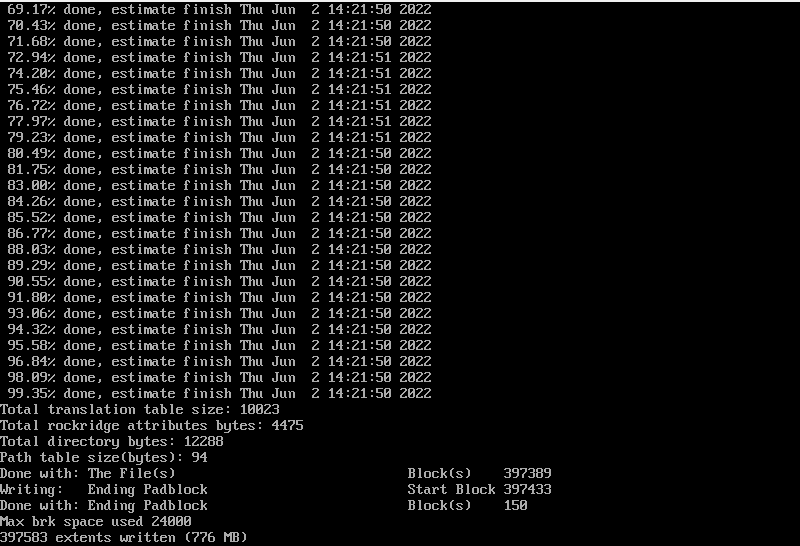 69.17% done, estimate finish Thu Jun  2 14:21:50 2022
70.43% done, estimate finish Thu Jun  2 14:21:50 2022
71.68% done, estimate finish Thu Jun  2 14:21:50 2022
72.94% done, estimate finish Thu Jun  2 14:21:51 2022
74.20% done, estimate finish Thu Jun  2 14:21:51 2022
75.46% done, estimate finish Thu Jun  2 14:21:51 2022
76.72% done, estimate finish Thu Jun  2 14:21:51 2022
77.97% done, estimate finish Thu Jun  2 14:21:51 2022
79.23% done, estimate finish Thu Jun  2 14:21:51 2022
80.49% done, estimate finish Thu Jun  2 14:21:50 2022
81.75% done, estimate finish Thu Jun  2 14:21:50 2022
83.00% done, estimate finish Thu Jun  2 14:21:50 2022
84.26% done, estimate finish Thu Jun  2 14:21:50 2022
85.52% done, estimate finish Thu Jun  2 14:21:50 2022
86.77% done, estimate finish Thu Jun  2 14:21:50 2022
88.03% done, estimate finish Thu Jun  2 14:21:50 2022
89.29% done, estimate finish Thu Jun  2 14:21:50 2022
90.55% done, estimate finish Thu Jun  2 14:21:50 2022
91.80% done, estimate finish Thu Jun  2 14:21:50 2022
93.06% done, estimate finish Thu Jun  2 14:21:50 2022
94.32% done, estimate finish Thu Jun  2 14:21:50 2022
95.58% done, estimate finish Thu Jun  2 14:21:50 2022
96.84% done, estimate finish Thu Jun  2 14:21:50 2022
98.09% done, estimate finish Thu Jun  2 14:21:50 2022
99.35% done, estimate finish Thu Jun  2 14:21:50 2022
Total translation table size: 10023
Total rockridge attributes bytes: 4475
Total directory bytes: 12288
Path table size(bytes): 94
Done with: The File(s)                             Block(s)    397389
Writing:   Ending Padblock                         Start Block 397433
Done with: Ending Padblock                         Block(s)    150
Max brk space used 24000
397583 extents written (776 MB)